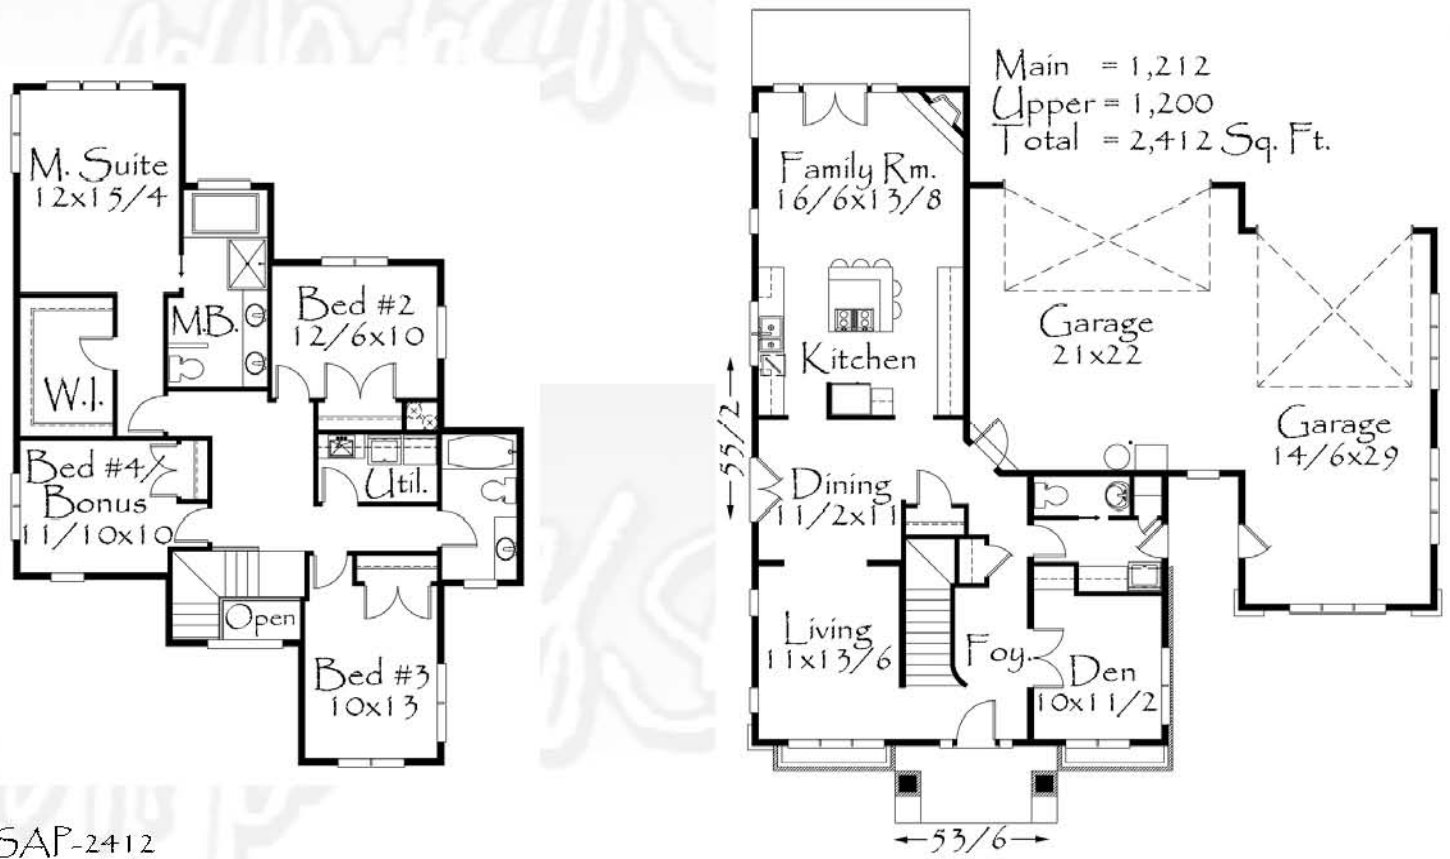 Main = 1,212
Upper = 1,200
Total = 2,412 Sq. Ft.
M. Suite
12x15/4
M.B.
W.I.
Bed #2
12/6x10
Bed #4/
Bonus
11/10x10
Util.
Open
Bed #3
10x13
Family Rm.
16/6x13/8
Kitchen
Garage
21x22
Garage
14/6x29
55/2
Dining
11/2x11
Living
11x13/6
Foy.
Den
10x11/2
53/6
SAP-2412